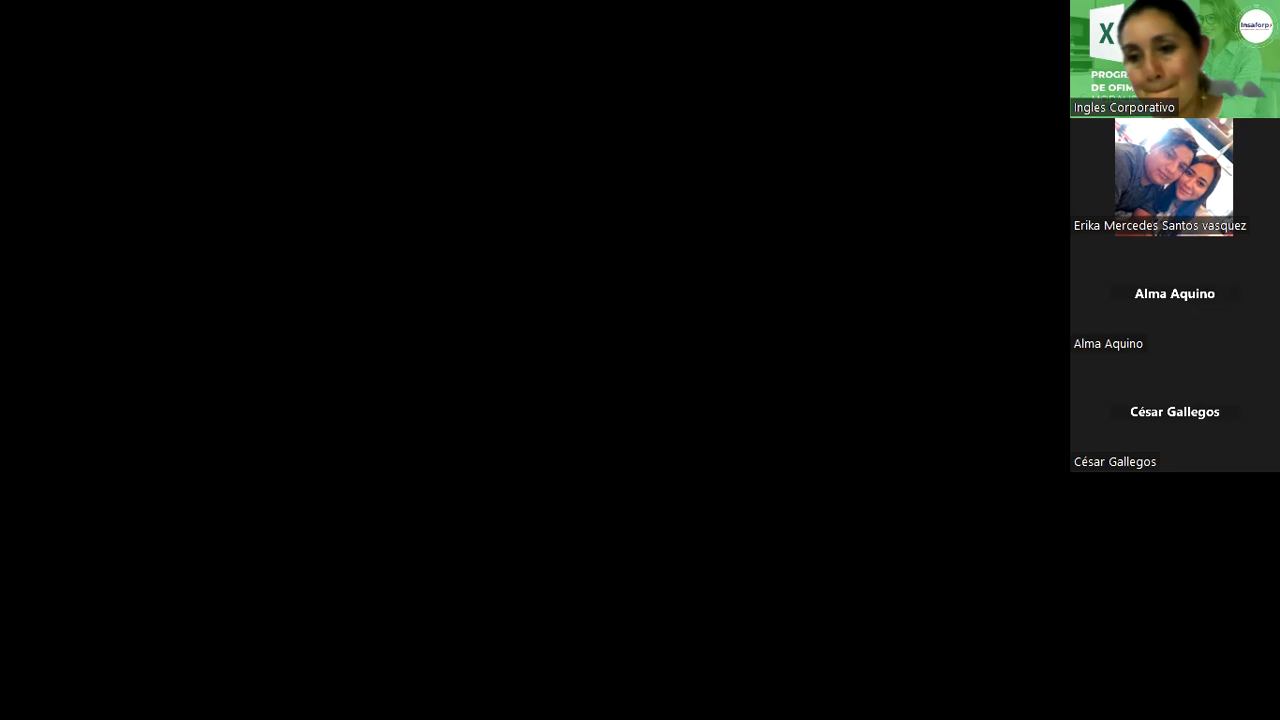 X
Insaforp
PROGR
DE OFIM
Ingles Corporativo
Erika Mercedes Santos vasquez
Alma Aquino
Alma Aquino
César Gallegos
César Gallegos